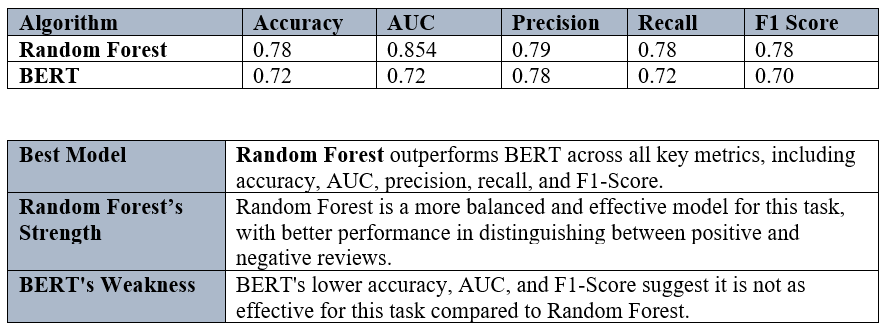 Algorithm Accuracy AUC Precision Recall F1 Score
Random Forest 0.78 0.854 0.79 0.78 0.78
BERT 0.72 0.72 0.78 0.72 0.70
Best Model Random Forest outperforms BERT across all key metrics, including
accuracy, AUC, precision, recall, and F1-Score.
Random Forest’s Random Forest is a more balanced and effective model for this task,
Strength with better performance in distinguishing between positive and
negative reviews.
BERT's Weakness BERT's lower accuracy, AUC, and F1-Score suggest it is not as
effective for this task compared to Random Forest.